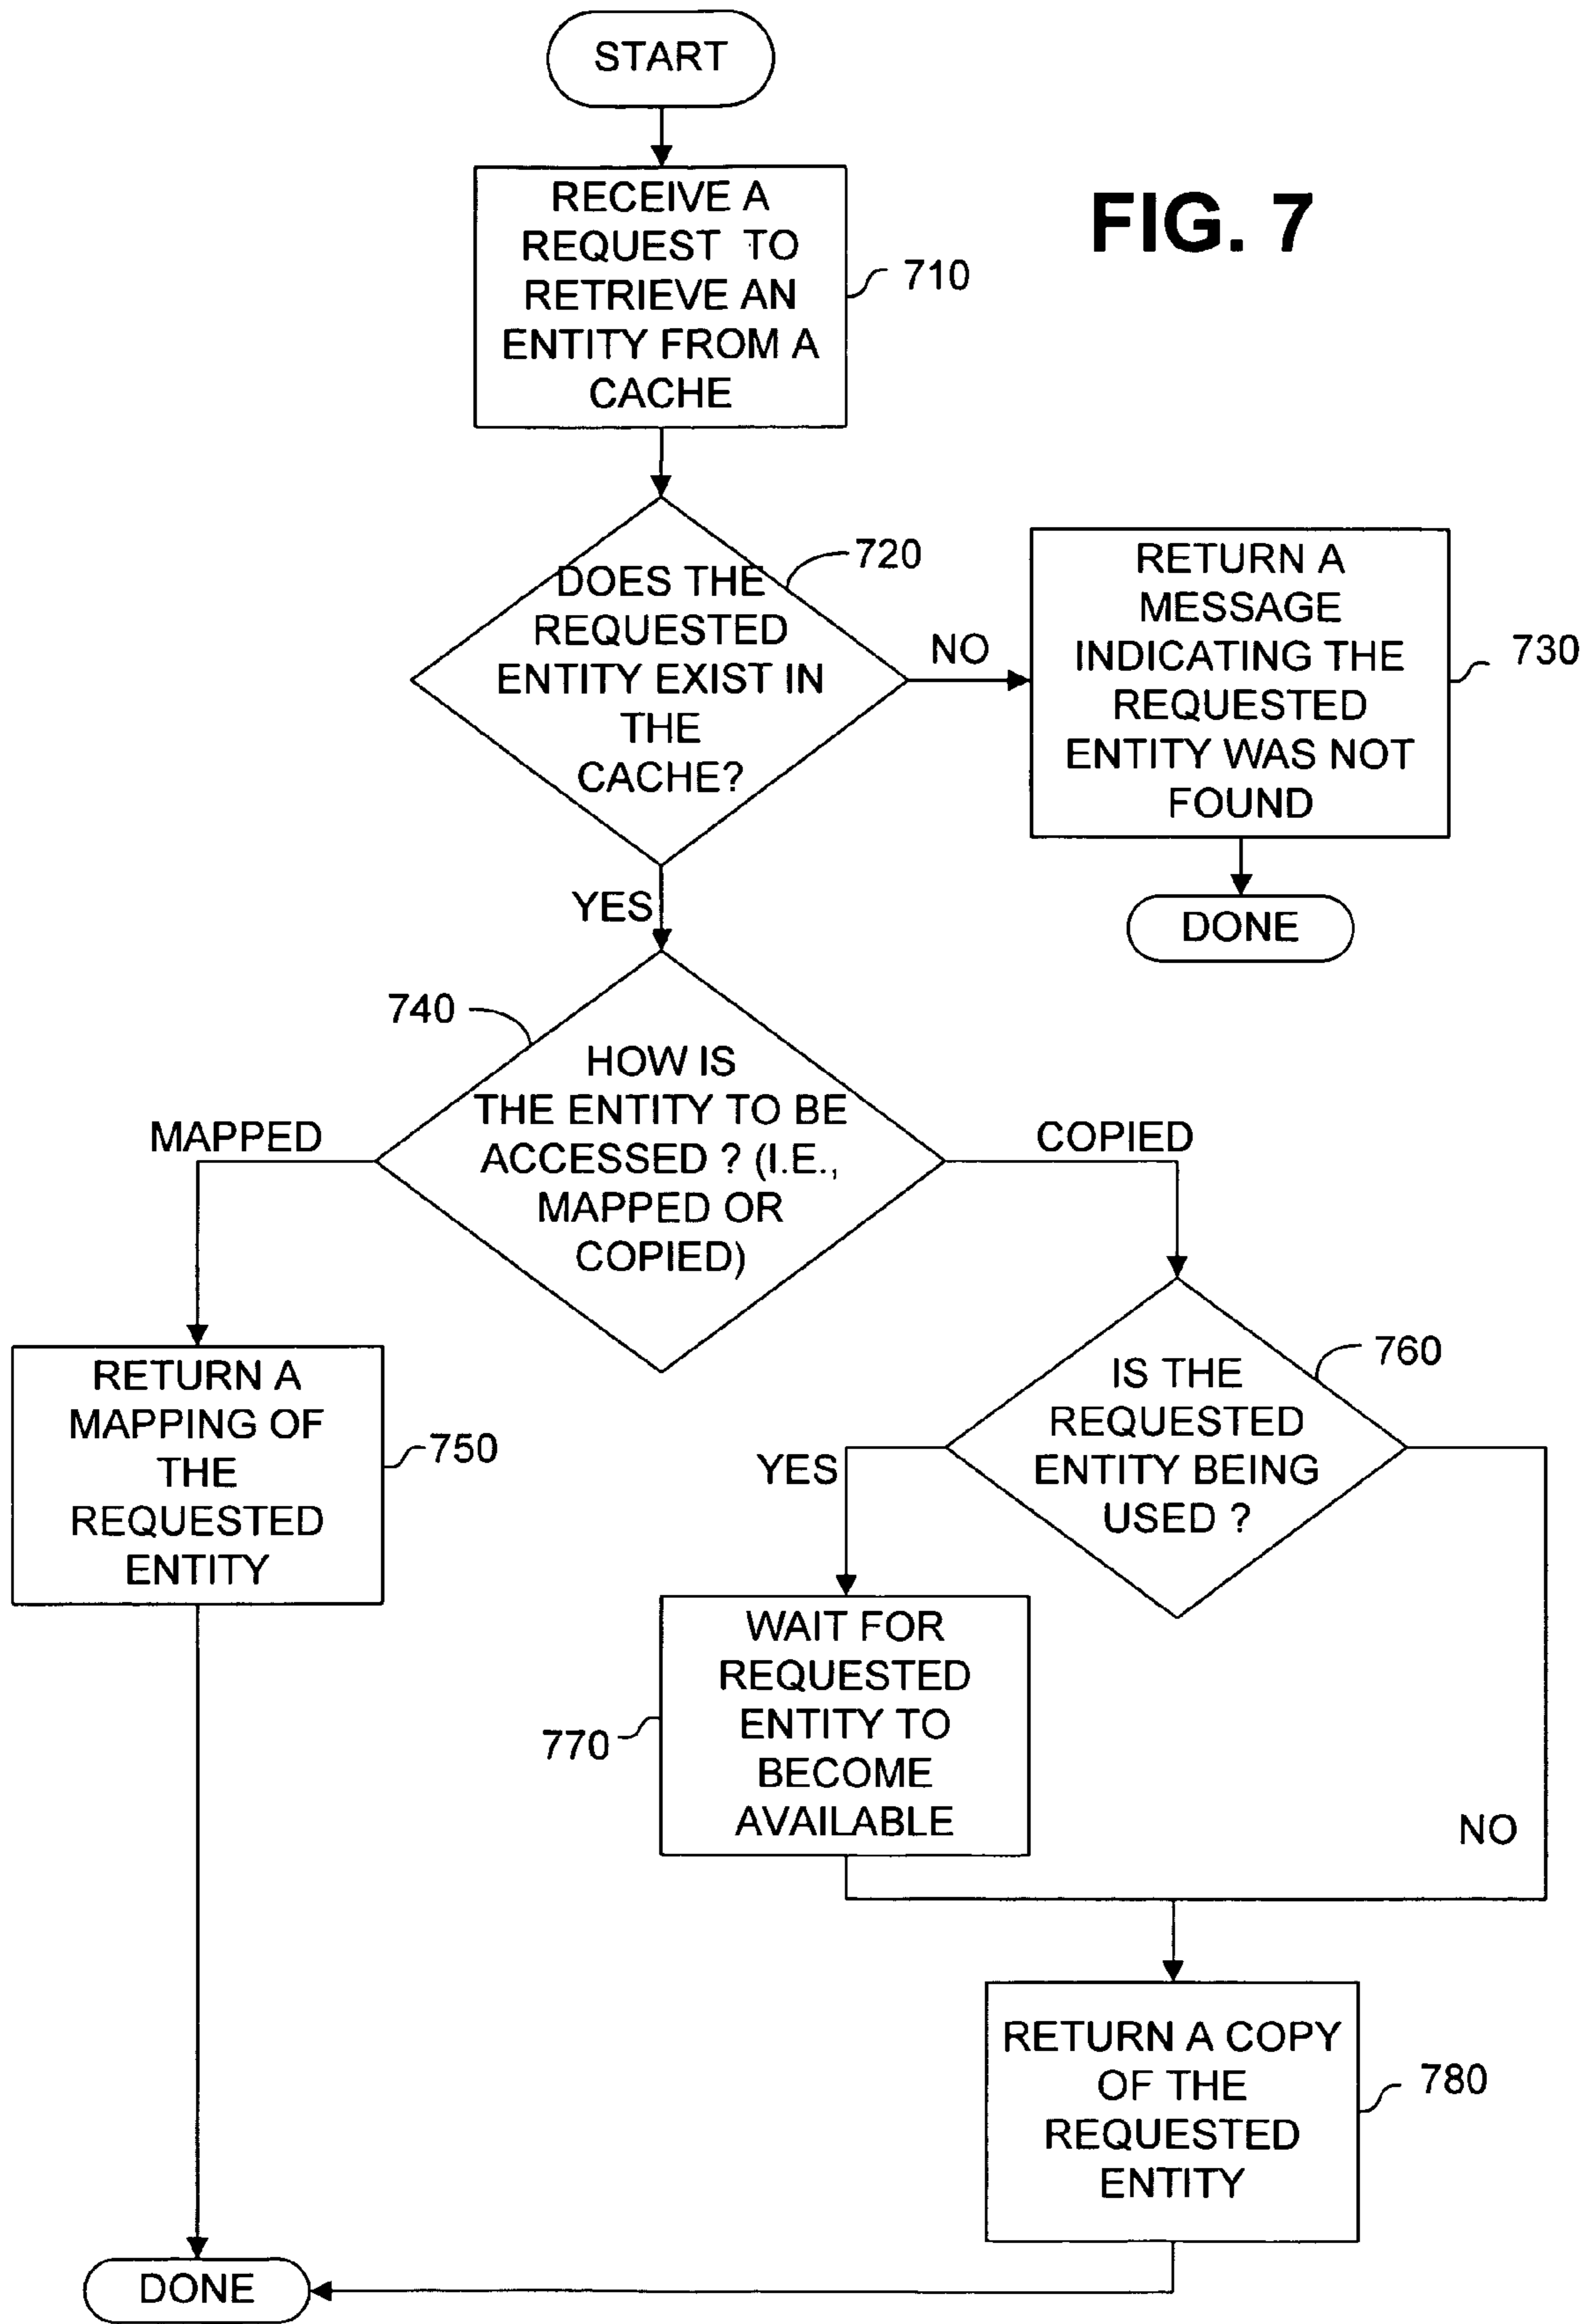 START
RECEIVE A
REQUEST TO
RETRIEVE AN
ENTITY FROM A
CACHE
710
FIG. 7
DOES THE
REQUESTED
ENTITY EXIST IN
THE
CACHE?
720
NO
RETURN A
MESSAGE
INDICATING THE
REQUESTED
ENTITY WAS NOT
FOUND
730
DONE
YES
740
HOW IS
THE ENTITY TO BE
ACCESSED ? (I.E.,
MAPPED OR
COPIED)
MAPPED
COPIED
RETURN A
MAPPING OF
THE
REQUESTED
ENTITY
750
IS THE
REQUESTED
ENTITY BEING
USED ?
760
YES
WAIT FOR
REQUESTED
ENTITY TO
BECOME
AVAILABLE
770
NO
RETURN A COPY
OF THE
REQUESTED
ENTITY
780
DONE